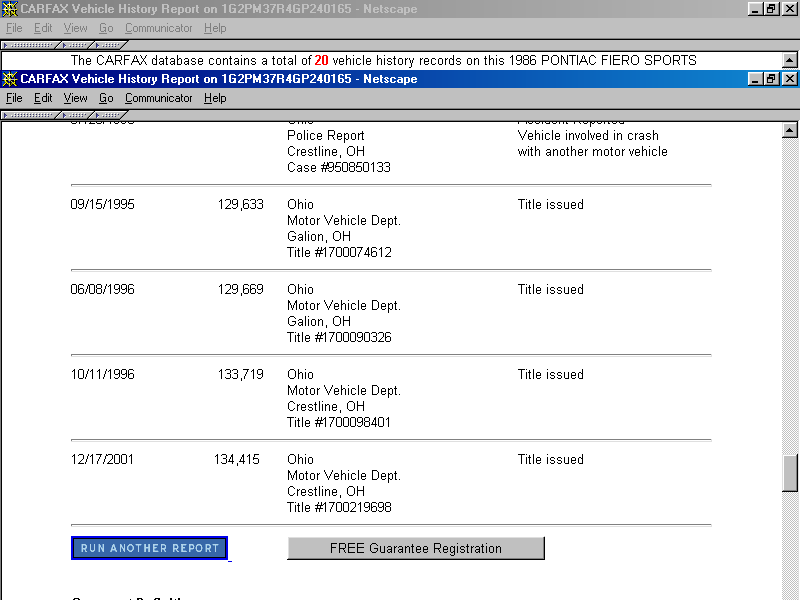 CARFAX Vehicle History Report on 1G2PM37R4GP240165 - Netscape
File Edit View Go Communicator Help
The CARFAX database contains a total of 20 vehicle history records on this 1986 PONTIAC FIERO SPORTS
CARFAX Vehicle History Report on 1G2PM37R4GP240165 - Netscape
File Edit View Go Communicator Help
Ohio Accident Reported
Police Report Vehicle involved in crash
Crestline, OH with another motor vehicle
Case #950850133
09/15/1995 129,633 Ohio Title issued
Motor Vehicle Dept.
Galion, OH
Title #1700074612
06/08/1996 129,669 Ohio Title issued
Motor Vehicle Dept.
Galion, OH
Title #1700090326
10/11/1996 133,719 Ohio Title issued
Motor Vehicle Dept.
Crestline, OH
Title #1700098401
12/17/2001 134,415 Ohio Title issued
Motor Vehicle Dept.
Crestline, OH
Title #1700219698
RUN ANOTHER REPORT FREE Guarantee Registration